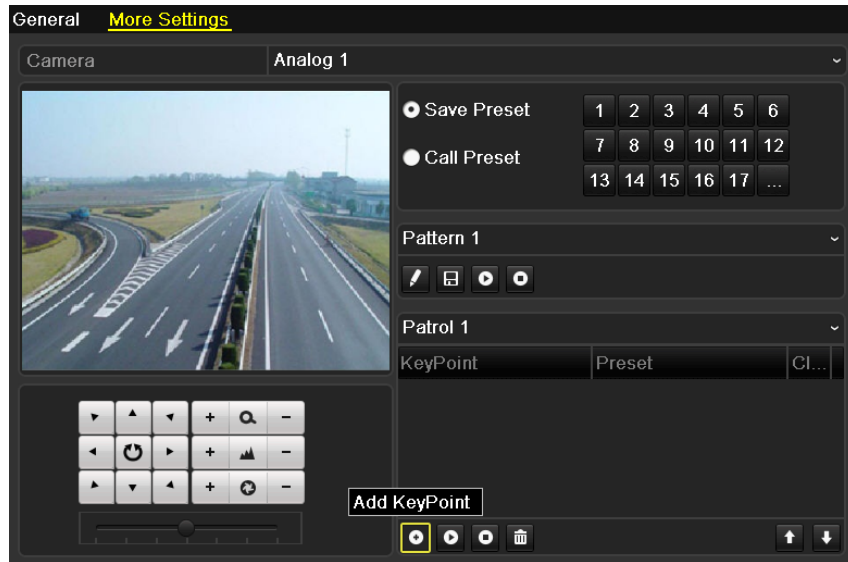 General More Settings
Camera Analog 1
Save Preset
Call Preset
1 2 3 4 5 6
7 8 9 10 11 12
13 14 15 16 17 ...
Pattern 1
Patrol 1
KeyPoint Preset Cl...
+ -
+ -
+ -
Add KeyPoint